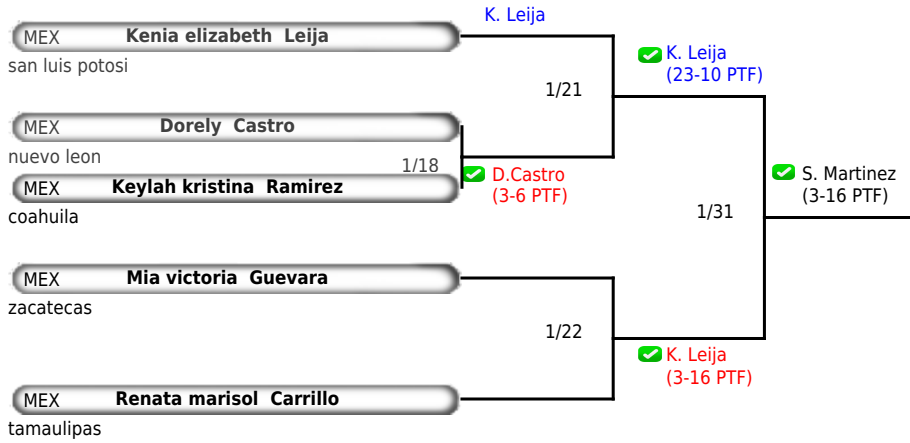 K. Leija
MEX Kenia elizabeth Leija
san luis potosi
K. Leija
(23-10 PTF)
1/21
MEX Dorely Castro
nuevo leon
1/18
D.Castro
(3-6 PTF)
MEX Keylah kristina Ramirez
coahuila
S. Martinez
(3-16 PTF)
1/31
MEX Mia victoria Guevara
zacatecas
1/22
K. Leija
(3-16 PTF)
MEX Renata marisol Carrillo
tamaulipas